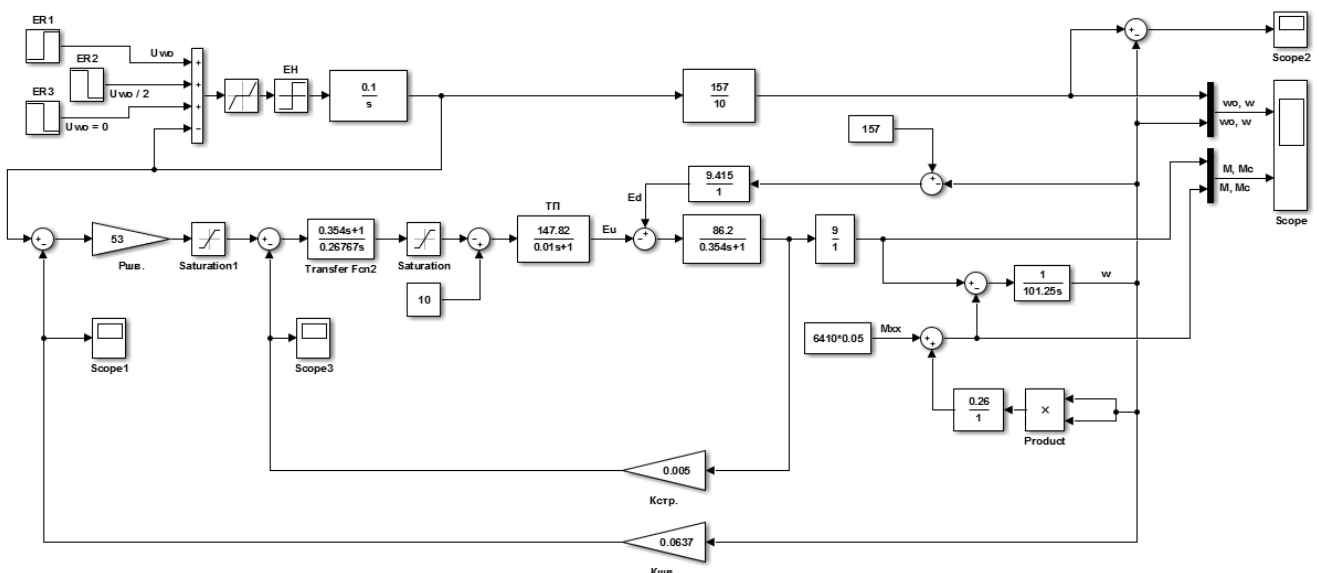 ER1
Uwo
ER2
Uwo / 2
ER3
Uwo = 0
EH
0.1
s
157
10
Scope2
wo, w
wo, w
Scope
M, Mc
M, Mc
157
9.415
1
Ed
53
Ршв.
Saturation1
0.354s+1
0.26767s
Transfer Fcn2
Saturation
10
ТП
147.82
0.01s+1
Eu
86.2
0.354s+1
9
1
1
101.25s
w
6410*0.05
Mxx
0.26
1
×
Product
Scope1
Scope3
0.005
Кстр.
0.0637